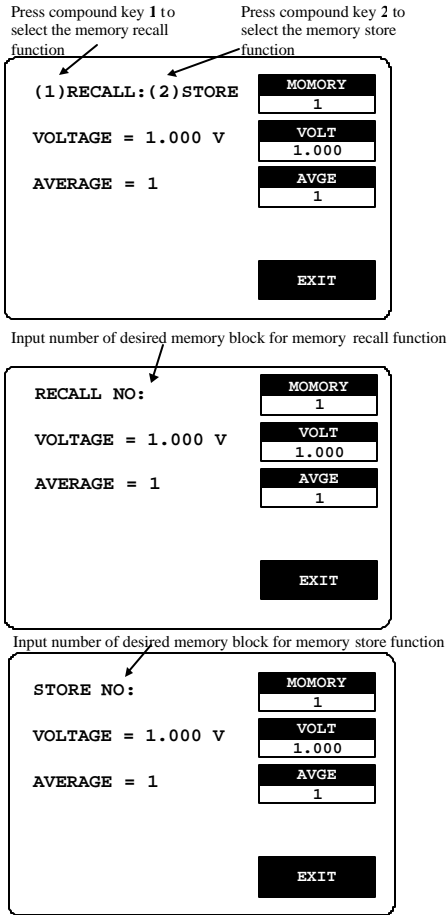 Press compound key 1 to
select the memory recall
function
Press compound key 2 to
select the memory store
function
(1)RECALL:(2)STORE
MOMORY
1
VOLTAGE = 1.000 V
VOLT
1.000
AVERAGE = 1
AVGE
1
EXIT
Input number of desired memory block for memory recall function
RECALL NO:
MOMORY
1
VOLTAGE = 1.000 V
VOLT
1.000
AVERAGE = 1
AVGE
1
EXIT
Input number of desired memory block for memory store function
STORE NO:
MOMORY
1
VOLTAGE = 1.000 V
VOLT
1.000
AVERAGE = 1
AVGE
1
EXIT